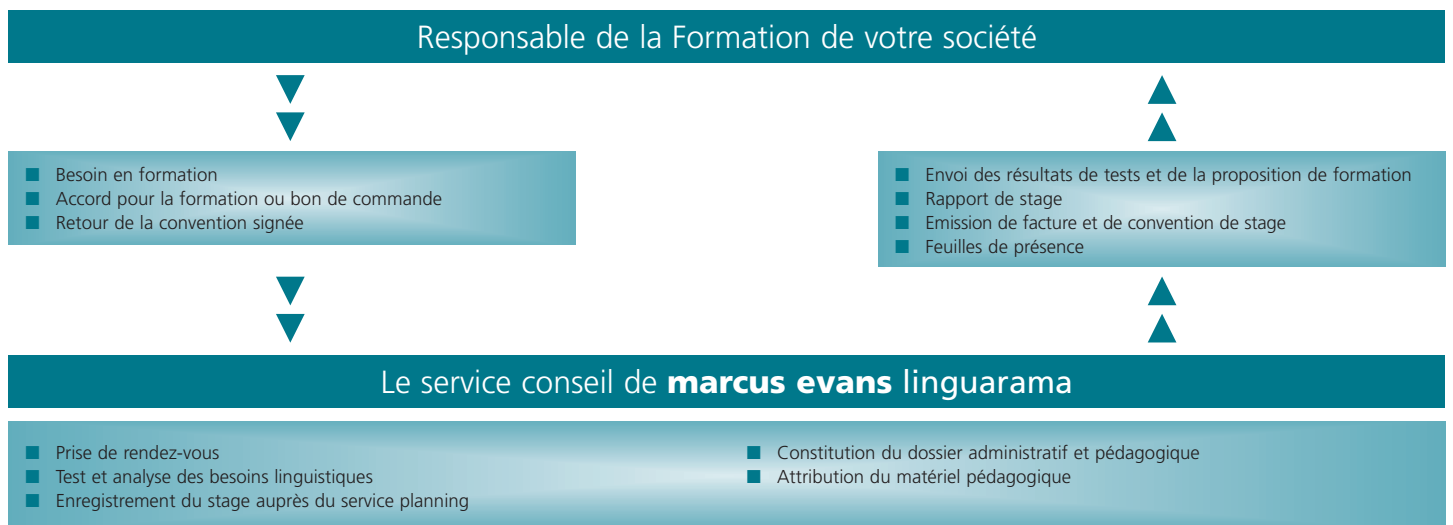 Responsable de la Formation de votre société
Besoin en formation
Accord pour la formation ou bon de commande
Retour de la convention signée
Envoi des résultats de tests et de la proposition de formation
Rapport de stage
Emission de facture et de convention de stage
Feuilles de présence
Le service conseil de marcus evans linguarama
Prise de rendez-vous
Test et analyse des besoins linguistiques
Enregistrement du stage auprès du service planning
Constitution du dossier administratif et pédagogique
Attribution du matériel pédagogique